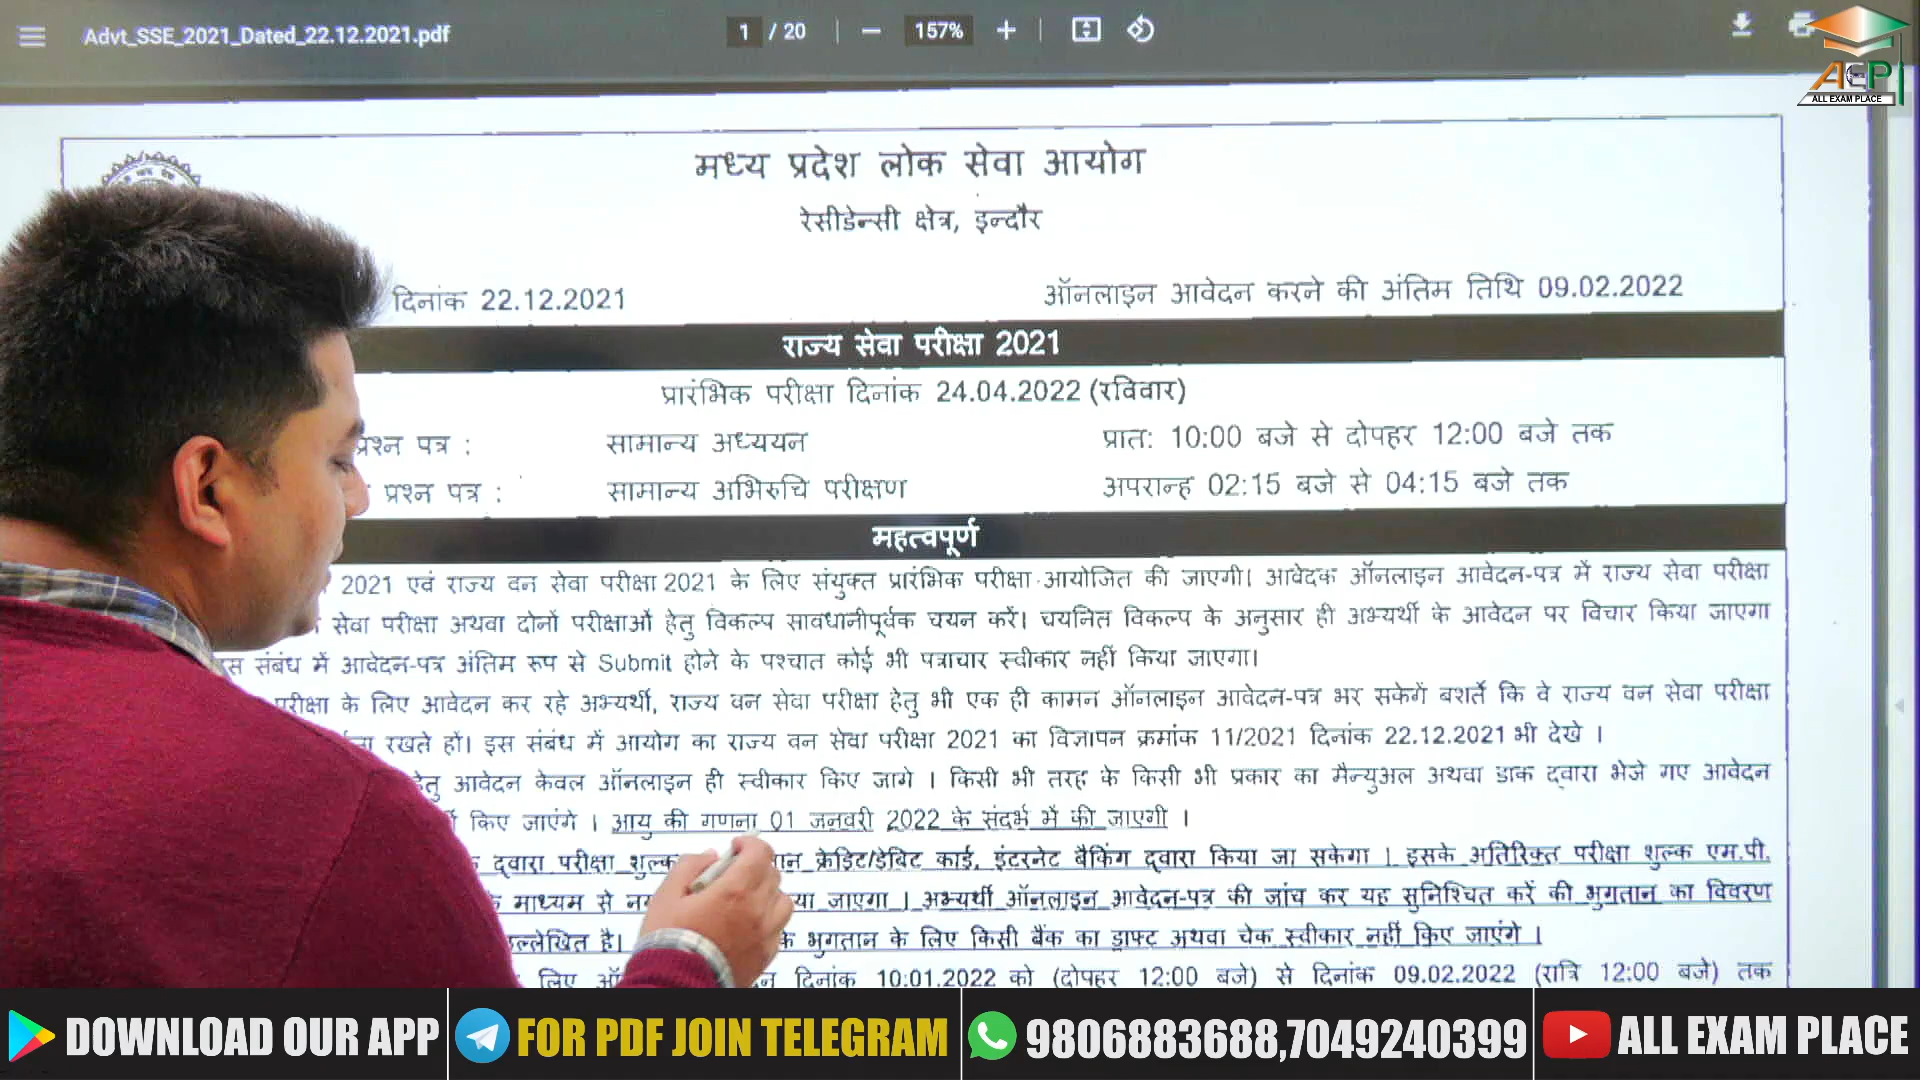 Advt_SSE_2021_Dated_22.12.2021.pdf
1 / 20
157%
AEP
ALL EXAM PLACE
मध्य प्रदेश लोक सेवा आयोग
रेसीडेन्सी क्षेत्र, इन्दौर
दिनांक 22.12.2021
ऑनलाइन आवेदन करने की अंतिम तिथि 09.02.2022
राज्य सेवा परीक्षा 2021
प्रारंभिक परीक्षा दिनांक 24.04.2022 (रविवार)
प्रश्न पत्र : सामान्य अध्ययन प्रात: 10:00 बजे से दोपहर 12:00 बजे तक
प्रश्न पत्र : सामान्य अभिरुचि परीक्षण अपरान्ह 02:15 बजे से 04:15 बजे तक
महत्वपूर्ण
2021 एवं राज्य वन सेवा परीक्षा 2021 के लिए संयुक्त प्रारंभिक परीक्षा आयोजित की जाएगी। आवेदक ऑनलाइन आवेदन-पत्र में राज्य सेवा परीक्षा
सेवा परीक्षा अथवा दोनों परीक्षाओं हेतु विकल्प सावधानीपूर्वक चयन करें। चयनित विकल्प के अनुसार ही अभ्यर्थी के आवेदन पर विचार किया जाएगा
संबंध में आवेदन-पत्र अंतिम रूप से Submit होने के पश्चात कोई भी पत्राचार स्वीकार नहीं किया जाएगा।
परीक्षा के लिए आवेदन कर रहे अभ्यर्थी, राज्य वन सेवा परीक्षा हेतु भी एक ही कामन ऑनलाइन आवेदन-पत्र भर सकेगें बशर्ते कि वे राज्य वन सेवा परीक्षा
रखते हों। इस संबंध में आयोग का राज्य वन सेवा परीक्षा 2021 का विज्ञापन क्रमांक 11/2021 दिनांक 22.12.2021 भी देखे ।
हेतु आवेदन केवल ऑनलाइन ही स्वीकार किए जागे । किसी भी तरह के किसी भी प्रकार का मैन्युअल अथवा डाक द्वारा भेजे गए आवेदन
किए जाएंगे । आयु की गणना 01 जनवरी 2022 के संदर्भ में की जाएगी ।
द्वारा परीक्षा शुल्क क्रेडिट/डेबिट कार्ड, इंटरनेट बैकिंग द्वारा किया जा सकेगा । इसके अतिरिक्त परीक्षा शुल्क एम.पी.
माध्यम से जाएगा । अभ्यर्थी ऑनलाइन आवेदन-पत्र की जांच कर यह सुनिश्चित करें की भुगतान का विवरण
है। के भुगतान के लिए किसी बैंक का ड्राफ्ट अथवा चेक स्वीकार नहीं किए जाएंगे ।
लिए दिनांक 10.01.2022 को (दोपहर 12:00 बजे) से दिनांक 09.02.2022 (रात्रि 12:00 बजे) तक
DOWNLOAD OUR APP
FOR PDF JOIN TELEGRAM
9806883688,7049240399
ALL EXAM PLACE